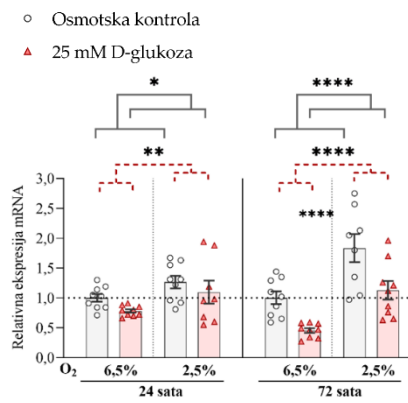 Osmotska kontrola
25 mM D-glukoza
* ****
** ****
****
Relativna ekspresija mRNA
3,0
2,5
2,0
1,5
1,0
0,5
0,0
O₂ 6,5% 2,5% 6,5% 2,5%
24 sata 72 sata